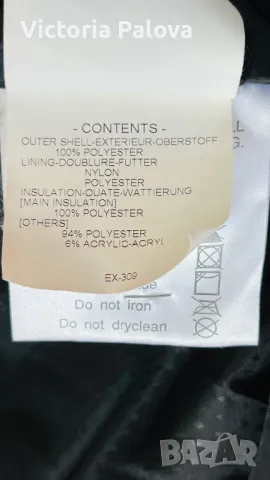 Victoria Palova
- CONTENTS -
OUTER SHELL-EXTERIEUR-OBERSTOFF
100% POLYESTER
LINING-DOUBLURE-FUTTER
NYLON
POLYESTER
INSULATION-OUATE-WATTIERUNG
[MAIN INSULATION]
100% POLYESTER
[OTHERS]
94% POLYESTER
6% ACRYLIC-ACRYL
EX-309
LL
G.
Do not iron
Do not dryclean
BAZAR